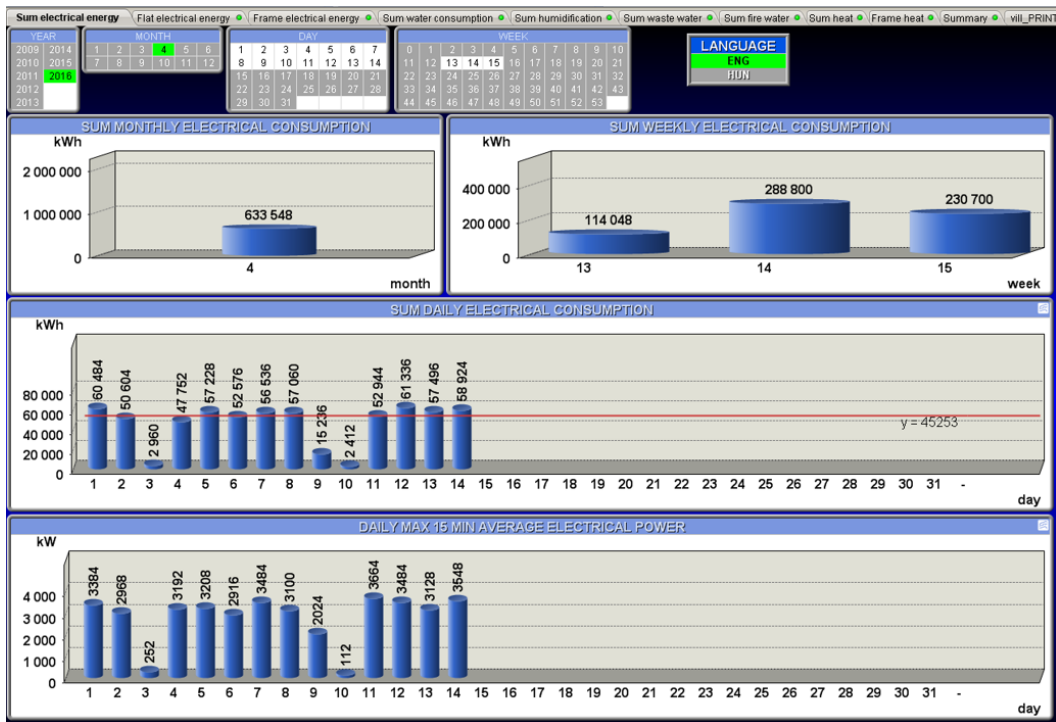 Sum electrical energy Flat electrical energy Frame electrical energy Sum water consumption Sum humidification Sum waste water Sum fire water Sum heat Frame heat Summary vill_PRINT
YEAR
2009 2014
2010 2015
2011 2016
2012
2013
MONTH
1 2 3 4 5 6
7 8 9 10 11 12
DAY
1 2 3 4 5 6 7
8 9 10 11 12 13 14
15 16 17 18 19 20 21
22 23 24 25 26 27 28
29 30 31
WEEK
0 1 2 3 4 5 6 7 8 9 10
11 12 13 14 15 16 17 18 19 20 21
22 23 24 25 26 27 28 29 30 31 32
33 34 35 36 37 38 39 40 41 42 43
44 45 46 47 48 49 50 51 52 53
LANGUAGE
ENG
HUN
SUM MONTHLY ELECTRICAL CONSUMPTION
kWh
2 000 000
1 000 000
0
633 548
4
month
SUM WEEKLY ELECTRICAL CONSUMPTION
kWh
400 000
200 000
0
114 048 288 800 230 700
13 14 15
week
SUM DAILY ELECTRICAL CONSUMPTION
kWh
80 000
60 000
40 000
20 000
0
60 484 50 604 2 960 47 752 57 228 52 576 56 536 57 060 15 236 2 412 52 944 61 336 57 496 58 924
y = 45253
1 2 3 4 5 6 7 8 9 10 11 12 13 14 15 16 17 18 19 20 21 22 23 24 25 26 27 28 29 30 31 -
day
DAILY MAX 15 MIN AVERAGE ELECTRICAL POWER
kW
4 000
3 000
2 000
1 000
0
3384 2968 252 3192 3208 2916 3484 3100 2024 112 3664 3484 3128 3548
1 2 3 4 5 6 7 8 9 10 11 12 13 14 15 16 17 18 19 20 21 22 23 24 25 26 27 28 29 30 31 -
day